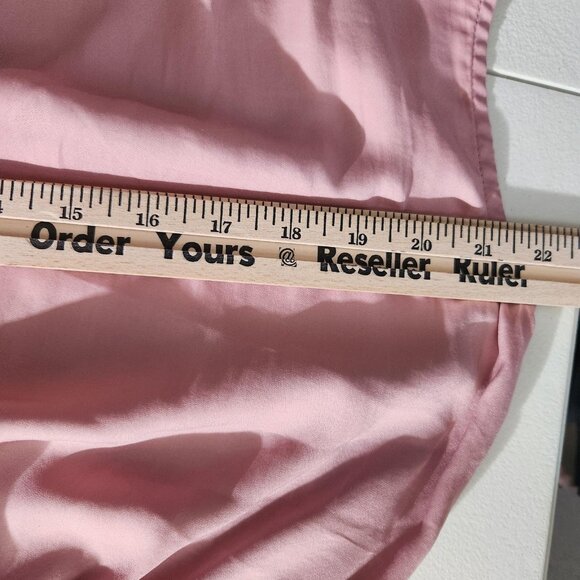 15 16 17 18 19 20 21 22
Order Yours @ Reseller Ruler